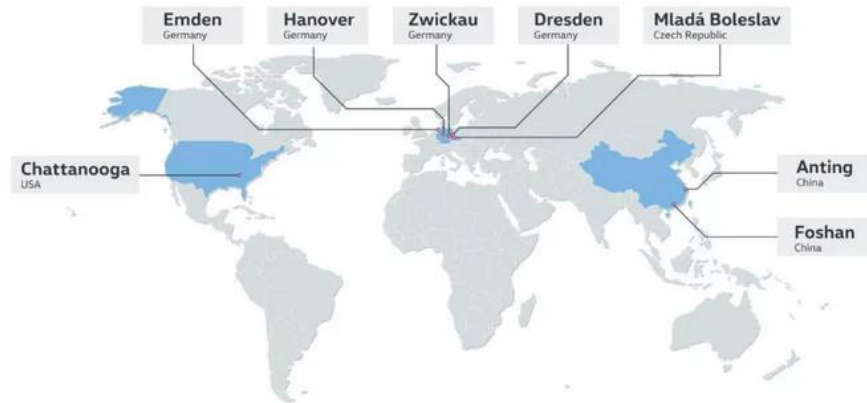 Emden
Germany
Hanover
Germany
Zwickau
Germany
Dresden
Germany
Mladá Boleslav
Czech Republic
Chattanooga
USA
Anting
China
Foshan
China